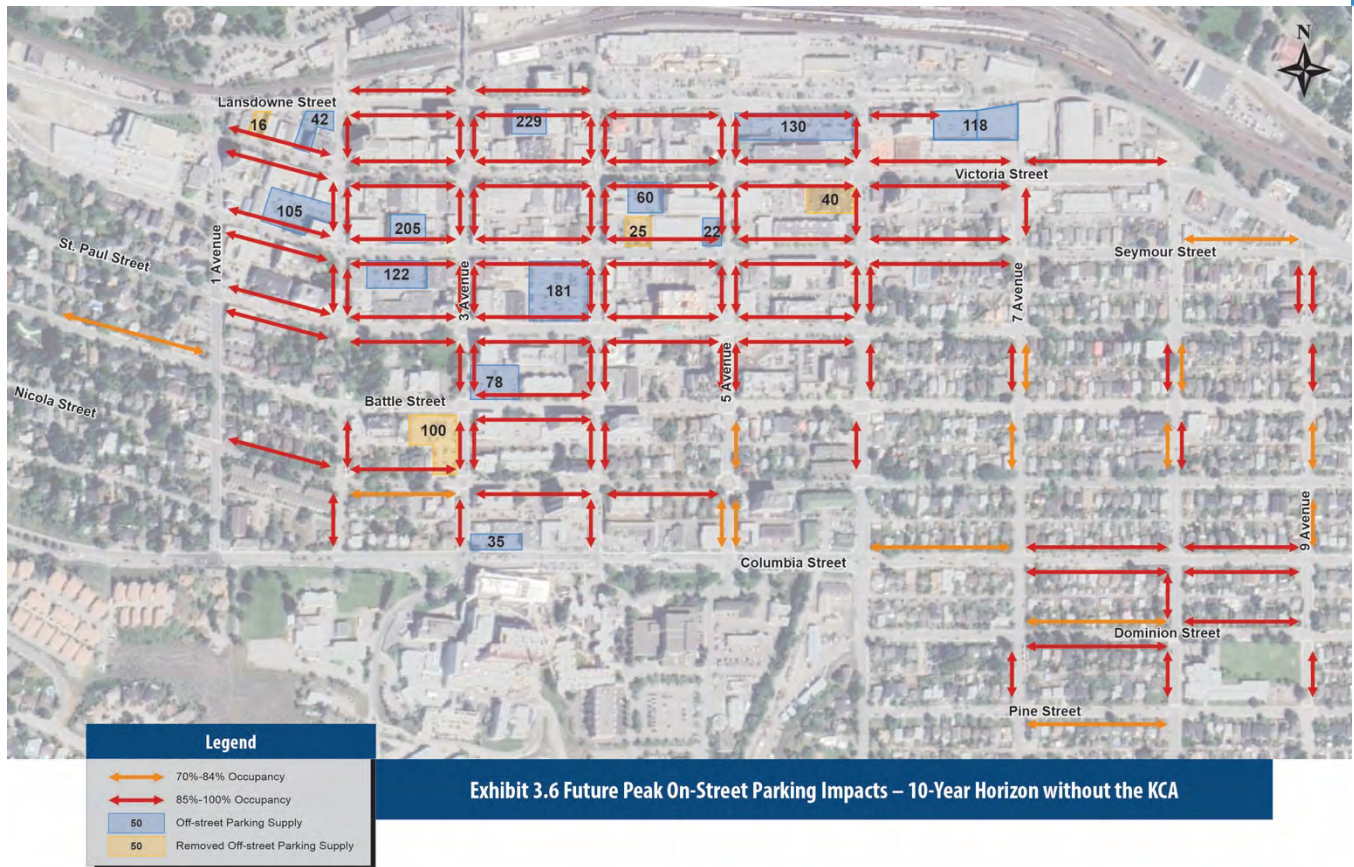 N
Lansdowne Street
16
42
229
130
118
Victoria Street
105
205
60
40
25
22
Seymour Street
St. Paul Street
1 Avenue
122
3 Avenue
181
7 Avenue
5 Avenue
78
Nicola Street
Battle Street
100
35
Columbia Street
9 Avenue
Dominion Street
Pine Street
Legend
70%-84% Occupancy
85%-100% Occupancy
50 Off-street Parking Supply
50 Removed Off-street Parking Supply
Exhibit 3.6 Future Peak On-Street Parking Impacts – 10-Year Horizon without the KCA